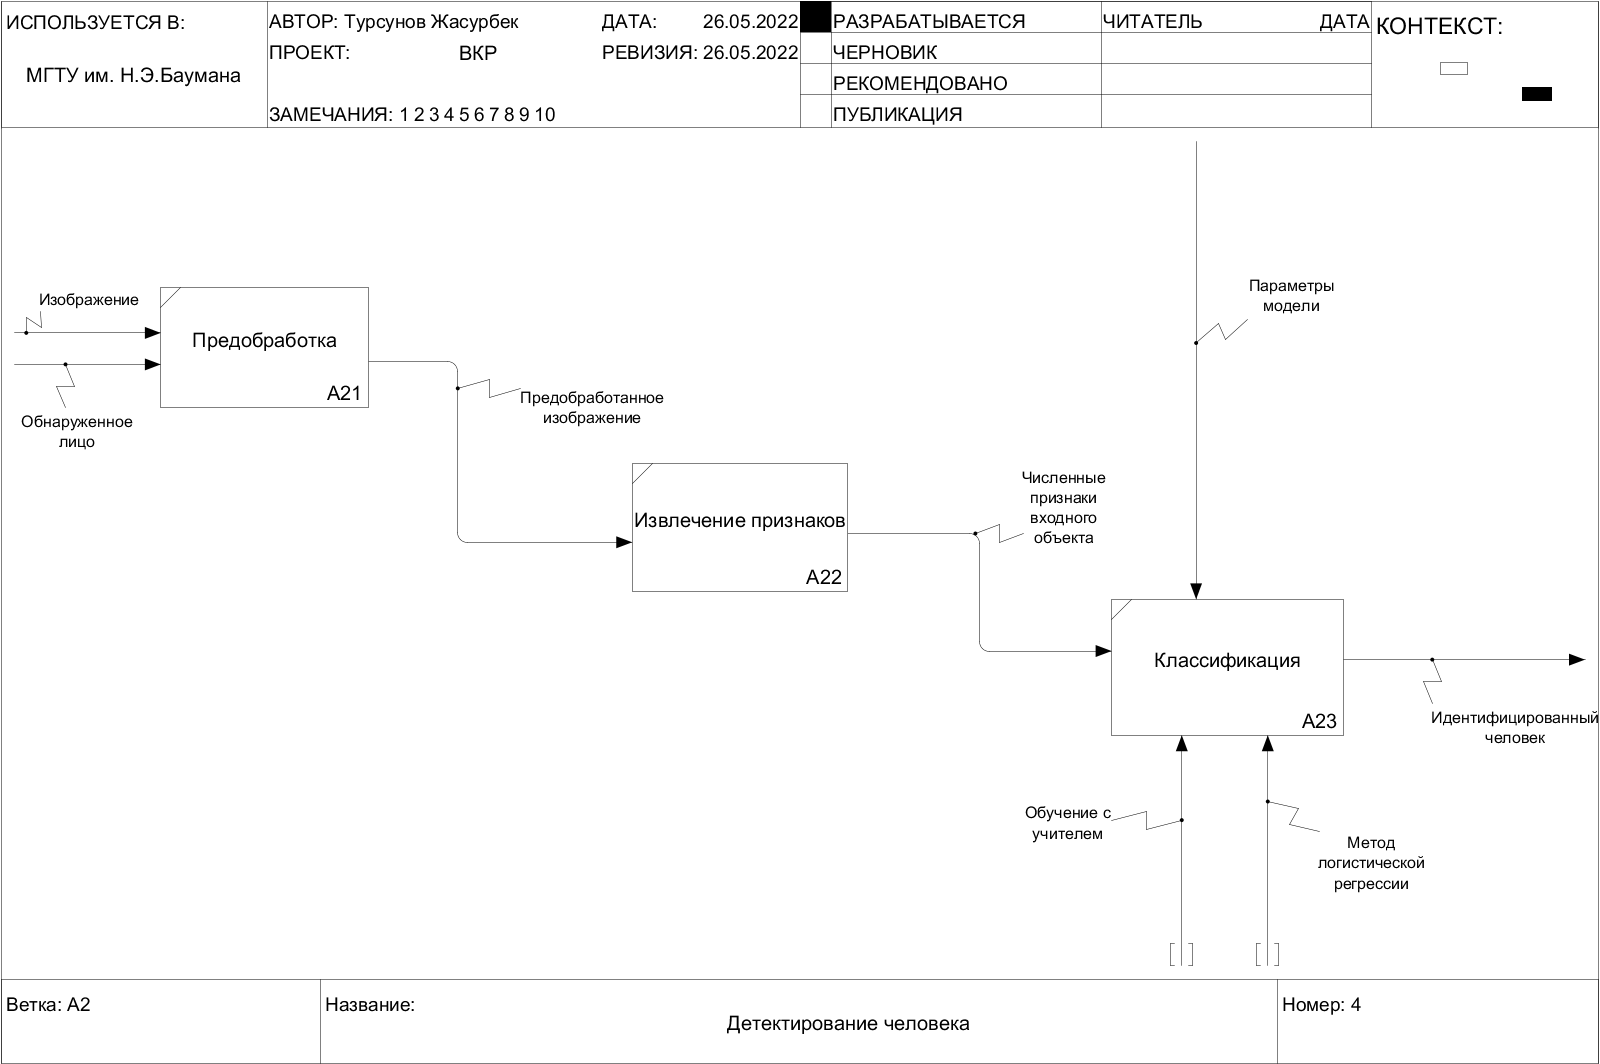 ИСПОЛЬЗУЕТСЯ В:
МГТУ им. Н.Э.Баумана
АВТОР: Турсунов Жасурбек
ДАТА: 26.05.2022
ПРОЕКТ: ВКР
РЕВИЗИЯ: 26.05.2022
ЗАМЕЧАНИЯ: 1 2 3 4 5 6 7 8 9 10
РАЗРАБАТЫВАЕТСЯ
ЧЕРНОВИК
РЕКОМЕНДОВАНО
ПУБЛИКАЦИЯ
ЧИТАТЕЛЬ
ДАТА
КОНТЕКСТ:
Изображение
Обнаруженное
лицо
Предобработка
A21
Предобработанное
изображение
Извлечение признаков
A22
Численные
признаки
входного
объекта
Параметры
модели
Классификация
A23
Идентифицированный
человек
Обучение с
учителем
Метод
логистической
регрессии
Ветка: A2
Название:
Детектирование человека
Номер: 4